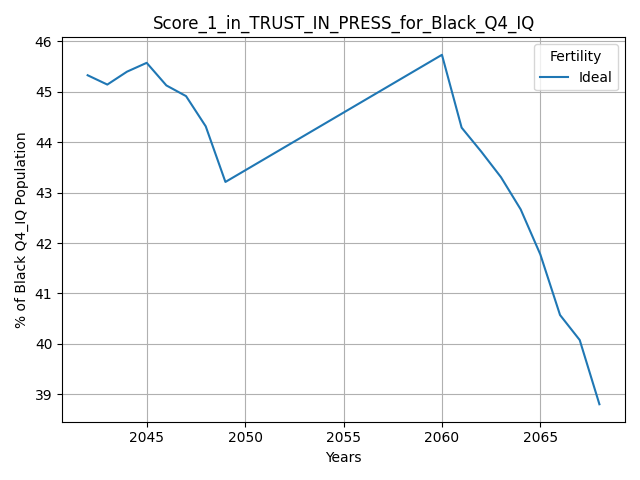 Score_1_in_TRUST_IN_PRESS_for_Black_Q4_IQ
46
45
44
43
42
41
40
39
% of Black Q4_IQ Population
Fertility
Ideal
2045 2050 2055 2060 2065
Years